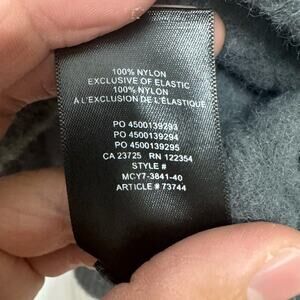 100% NYLON
EXCLUSIVE OF ELASTIC
100% NYLON
À L'EXCLUSION DE L'ÉLASTIQUE
PO 4500139293
PO 4500139294
PO 4500139295
CA 23725 RN 122354
STYLE #
MCY7-3841-40
ARTICLE # 73744